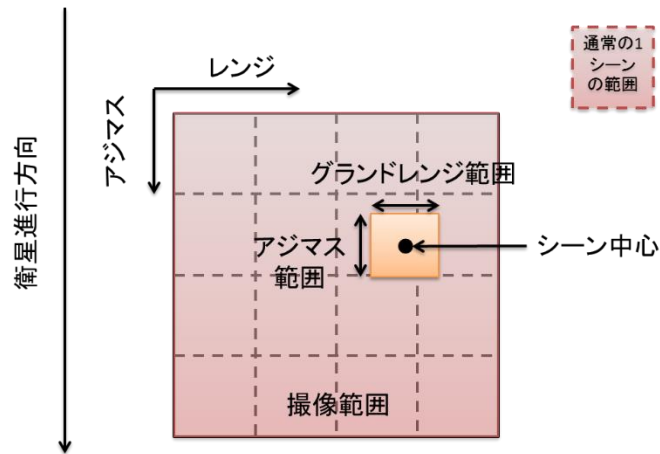 通常の1
シーン
の範囲
レンジ
アジマス
衛星進行方向
グランドレンジ範囲
アジマス
範囲
シーン中心
撮像範囲